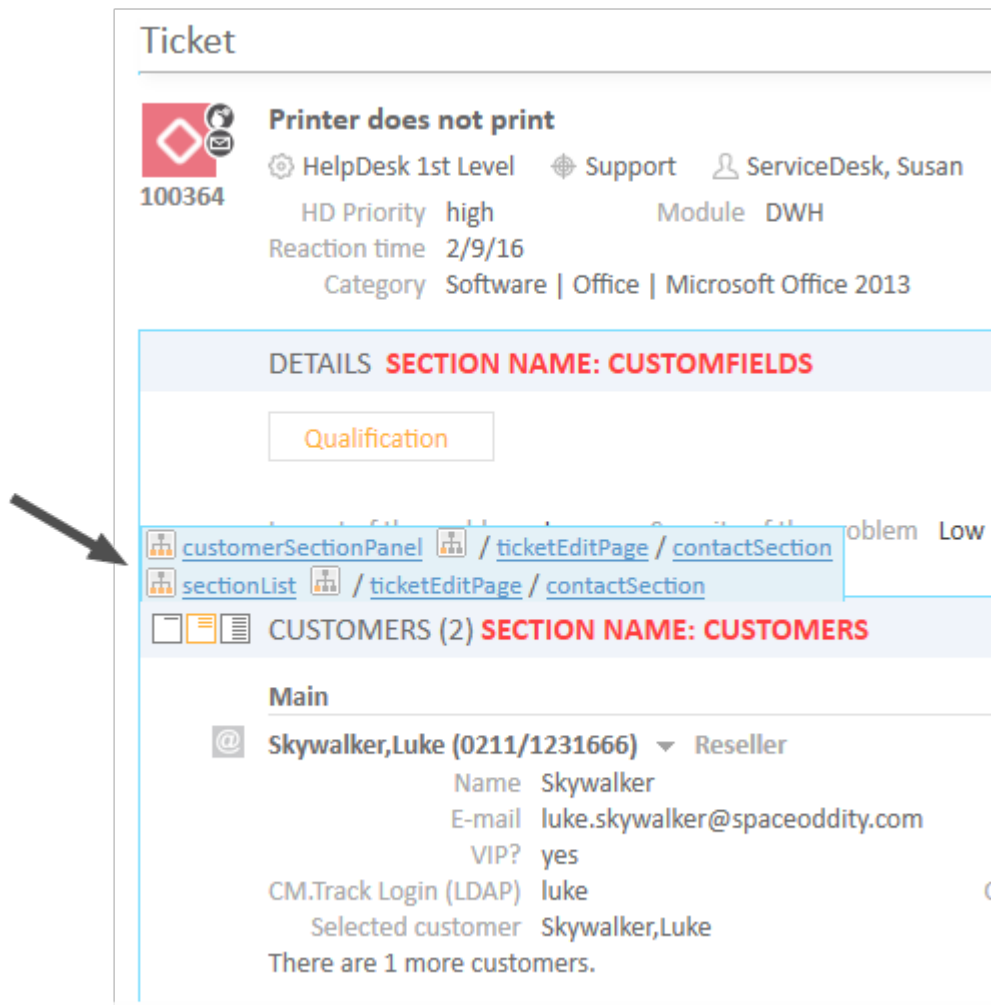 Ticket
Printer does not print
HelpDesk 1st Level Support ServiceDesk, Susan
100364
HD Priority high Module DWH
Reaction time 2/9/16
Category Software | Office | Microsoft Office 2013
DETAILS SECTION NAME: CUSTOMFIELDS
Qualification
problem Low
customerSectionPanel / ticketEditPage / contactSection
sectionList / ticketEditPage / contactSection
CUSTOMERS (2) SECTION NAME: CUSTOMERS
Main
@ Skywalker,Luke (0211/1231666) Reseller
Name Skywalker
E-mail luke.skywalker@spaceoddity.com
VIP? yes
CM.Track Login (LDAP) luke
Selected customer Skywalker,Luke
There are 1 more customers.